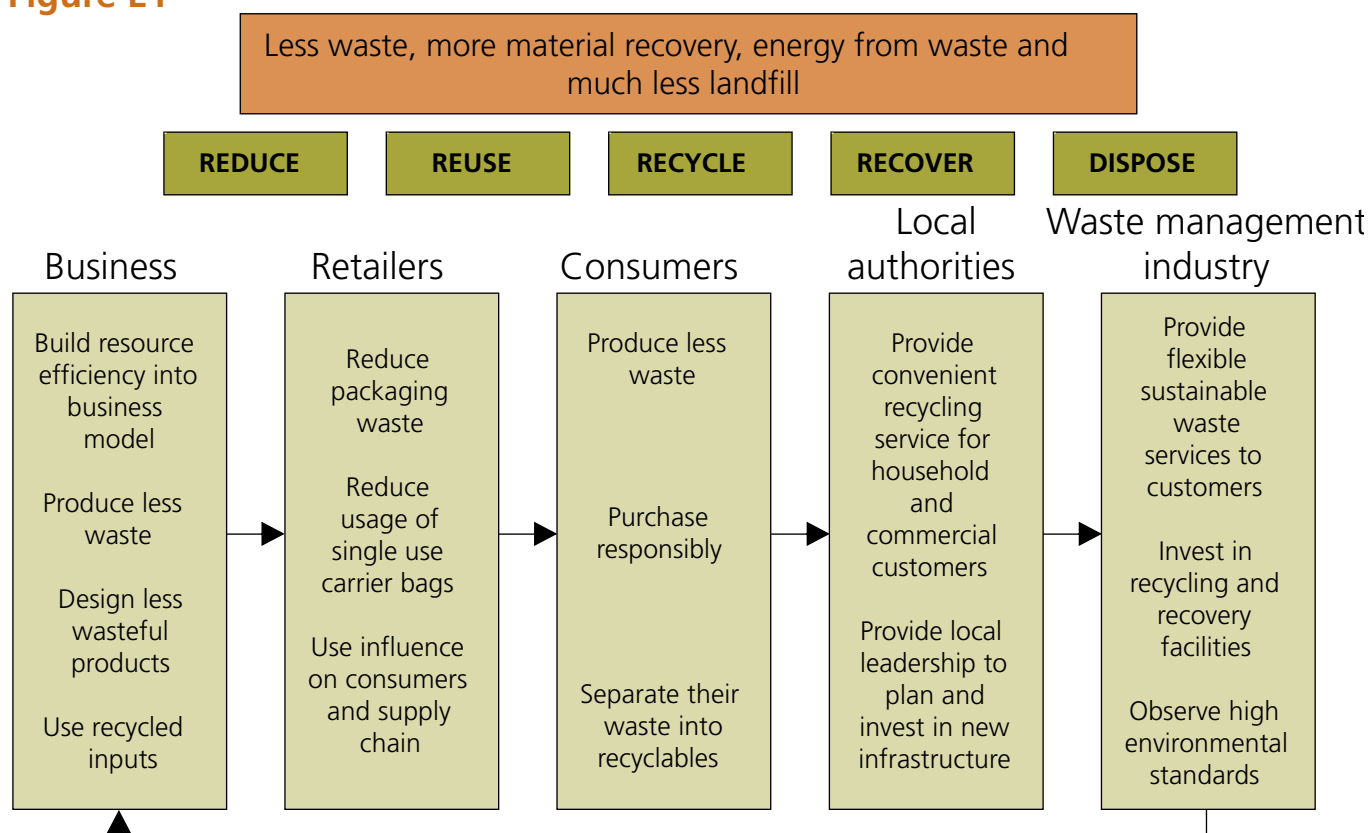 Figure E1
Less waste, more material recovery, energy from waste and
much less landfill
REDUCE
REUSE
RECYCLE
RECOVER
DISPOSE
Business
Build resource
efficiency into
business
model
Produce less
waste
Design less
wasteful
products
Use recycled
inputs
Retailers
Reduce
packaging
waste
Reduce
usage of
single use
carrier bags
Use influence
on consumers
and supply
chain
Consumers
Produce less
waste
Purchase
responsibly
Separate their
waste into
recyclables
Local
authorities
Provide
convenient
recycling
service for
household
and
commercial
customers
Provide local
leadership to
plan and
invest in new
infrastructure
Waste management
industry
Provide
flexible
sustainable
waste
services to
customers
Invest in
recycling and
recovery
facilities
Observe high
environmental
standards